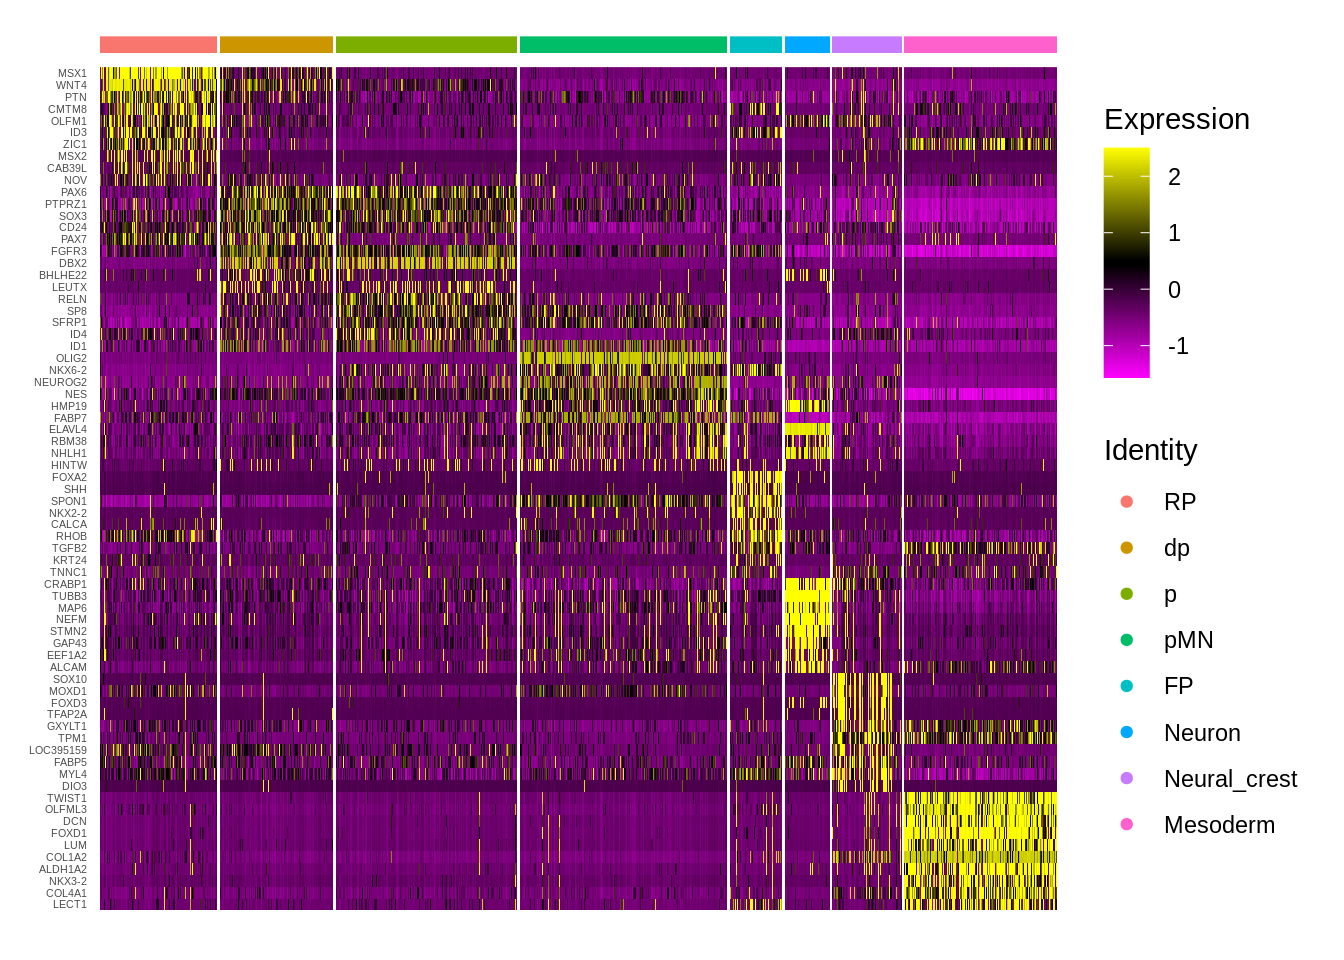 MSX1
WNT4
PTN
CMTM8
OLFM1
ID3
ZIC1
MSX2
CAB39L
NOV
PAX6
PTPRZ1
SOX3
CD24
PAX7
FGFR3
DBX2
BHLHE22
LEUTX
RELN
SP8
SFRP1
ID4
ID1
OLIG2
NKX6-2
NEUROG2
NES
HMP19
FABP7
ELAVL4
RBM38
NHLH1
HINTW
FOXA2
SHH
SPON1
NKX2-2
CALCA
RHOB
TGFB2
KRT24
TNNC1
CRABP1
TUBB3
MAP6
NEFM
STMN2
GAP43
EEF1A2
ALCAM
SOX10
MOXD1
FOXD3
TFAP2A
GXYLT1
TPM1
LOC395159
FABP5
MYL4
DIO3
TWIST1
OLFML3
DCN
FOXD1
LUM
COL1A2
ALDH1A2
NKX3-2
COL4A1
LECT1
Expression
2
1
0
-1
Identity
RP
dp
p
pMN
FP
Neuron
Neural_crest
Mesoderm